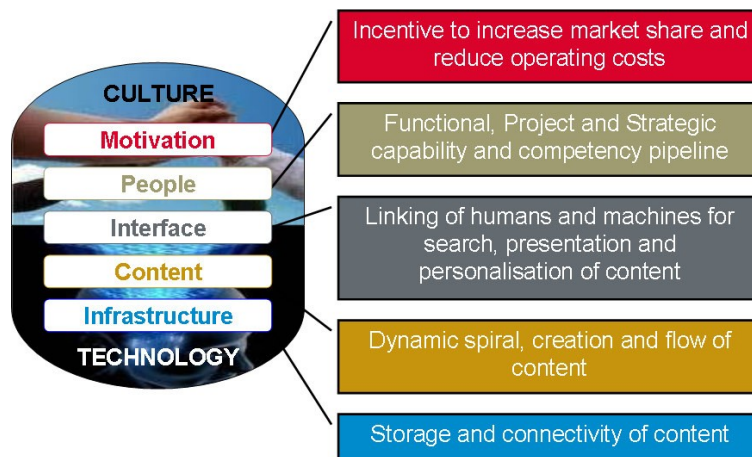 CULTURE
Motivation
People
Interface
Content
Infrastructure
TECHNOLOGY
Incentive to increase market share and
reduce operating costs
Functional, Project and Strategic
capability and competency pipeline
Linking of humans and machines for
search, presentation and
personalisation of content
Dynamic spiral, creation and flow of
content
Storage and connectivity of content